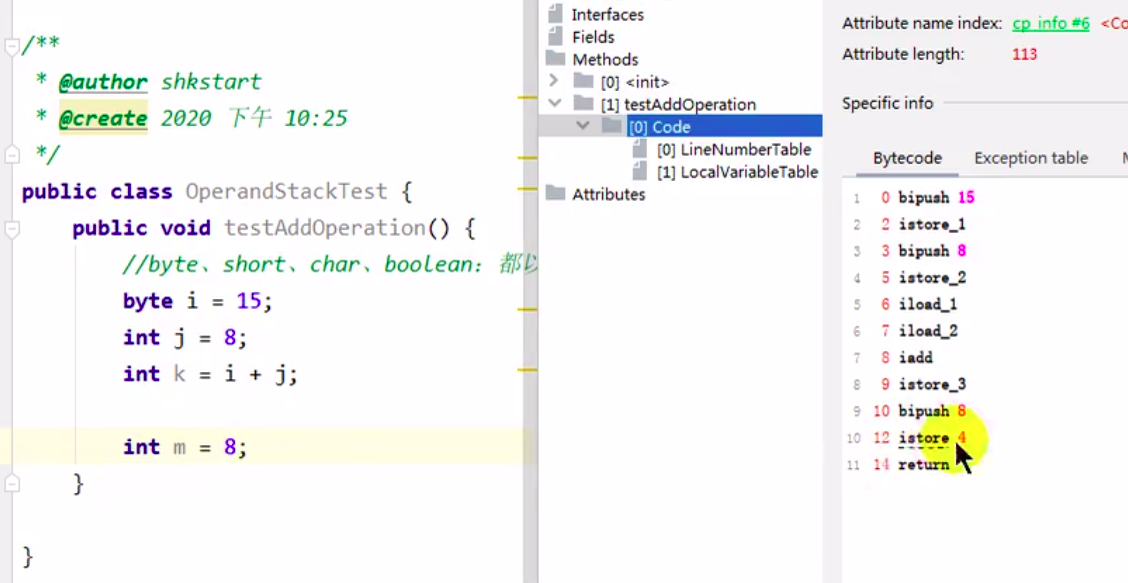 /**
* @author shkstart
* @create 2020 下午 10:25
*/
public class OperandStackTest {
public void testAddOperation() {
//byte、short、char、boolean：都以
byte i = 15;
int j = 8;
int k = i + j;
int m = 8;
}
}
Interfaces
Fields
Methods
[0] <init>
[1] testAddOperation
[0] Code
[0] LineNumberTable
[1] LocalVariableTable
Attributes
Attribute name index: cp_info #6 <Co
Attribute length: 113
Specific info
Bytecode Exception table M
1 0 bipush 15
2 2 istore_1
3 3 bipush 8
4 5 istore_2
5 6 iload_1
6 7 iload_2
7 8 iadd
8 9 istore_3
9 10 bipush 8
10 12 istore 4
11 14 return